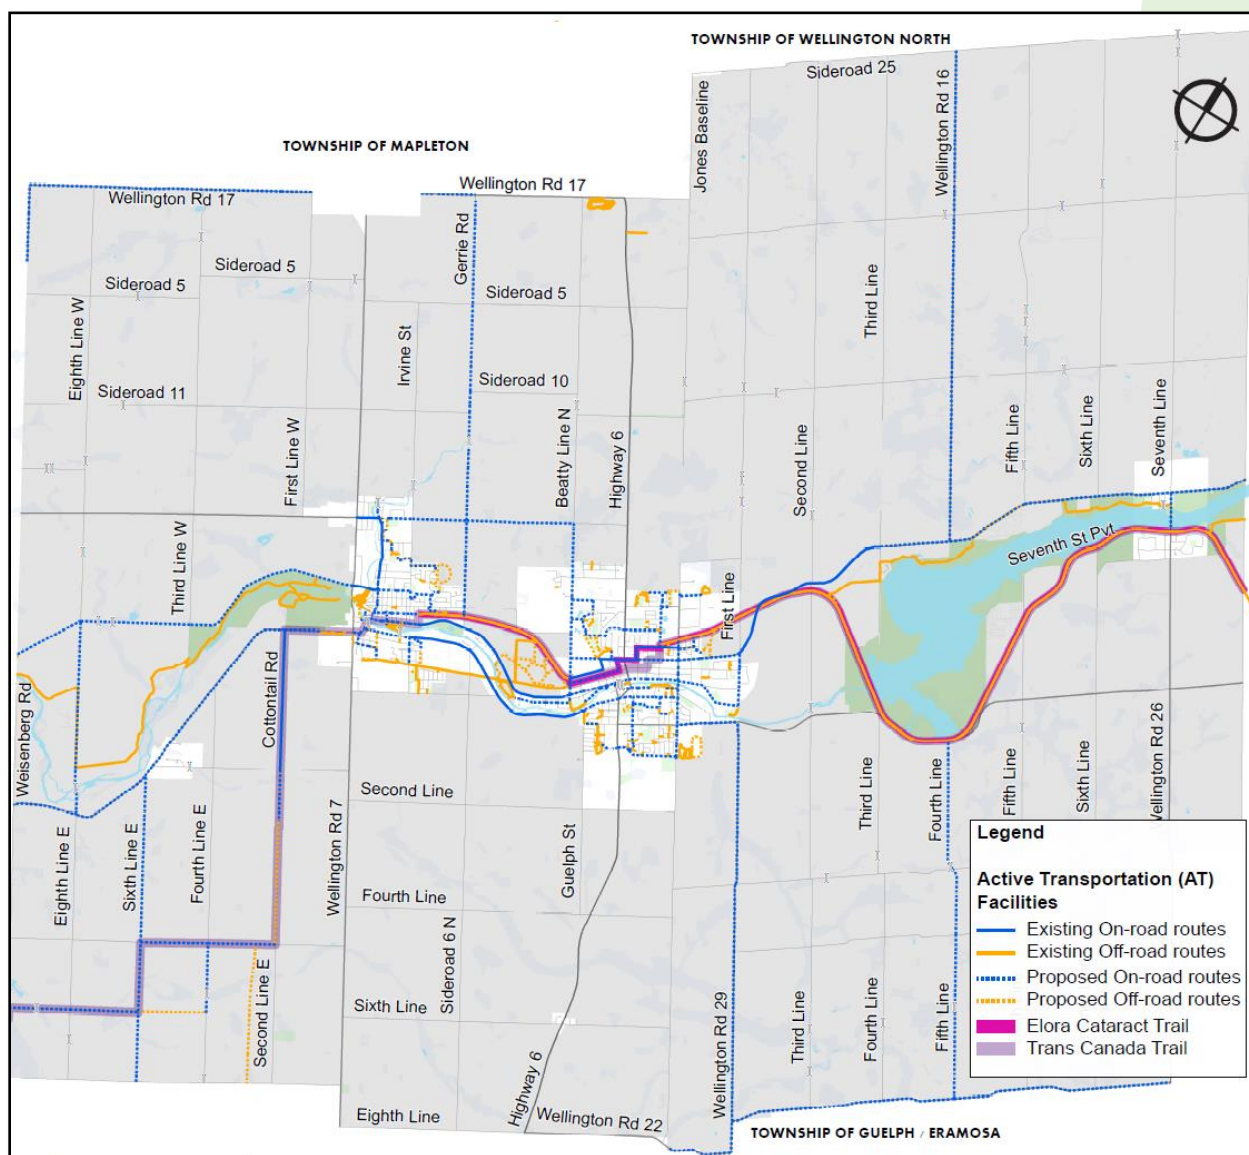 TOWNSHIP OF WELLINGTON NORTH
Sideroad 25
Jones Baseline
Wellington Rd 16
TOWNSHIP OF MAPLETON
Wellington Rd 17
Wellington Rd 17
Gerrie Rd
Sideroad 5
Sideroad 5
Sideroad 5
Third Line
Eighth Line W
Irvine St
Sideroad 11
Sideroad 10
First Line W
Beatty Line N
Highway 6
Second Line
Fifth Line
Sixth Line
Seventh Line
Third Line W
Seventh St Pvt
First Line
Weisenberg Rd
Cottontail Rd
Second Line
Wellington Rd 7
Guelph St
Third Line
Fourth Line
Fifth Line
Sixth Line
Wellington Rd 26
Eighth Line E
Sixth Line E
Fourth Line E
Fourth Line
Second Line E
Sideroad 6 N
Sixth Line
Highway 6
Wellington Rd 29
Third Line
Fourth Line
Fifth Line
Eighth Line
Wellington Rd 22
TOWNSHIP OF GUELPH / ERAMOSA
Legend
Active Transportation (AT)
Facilities
Existing On-road routes
Existing Off-road routes
Proposed On-road routes
Proposed Off-road routes
Elora Cataract Trail
Trans Canada Trail